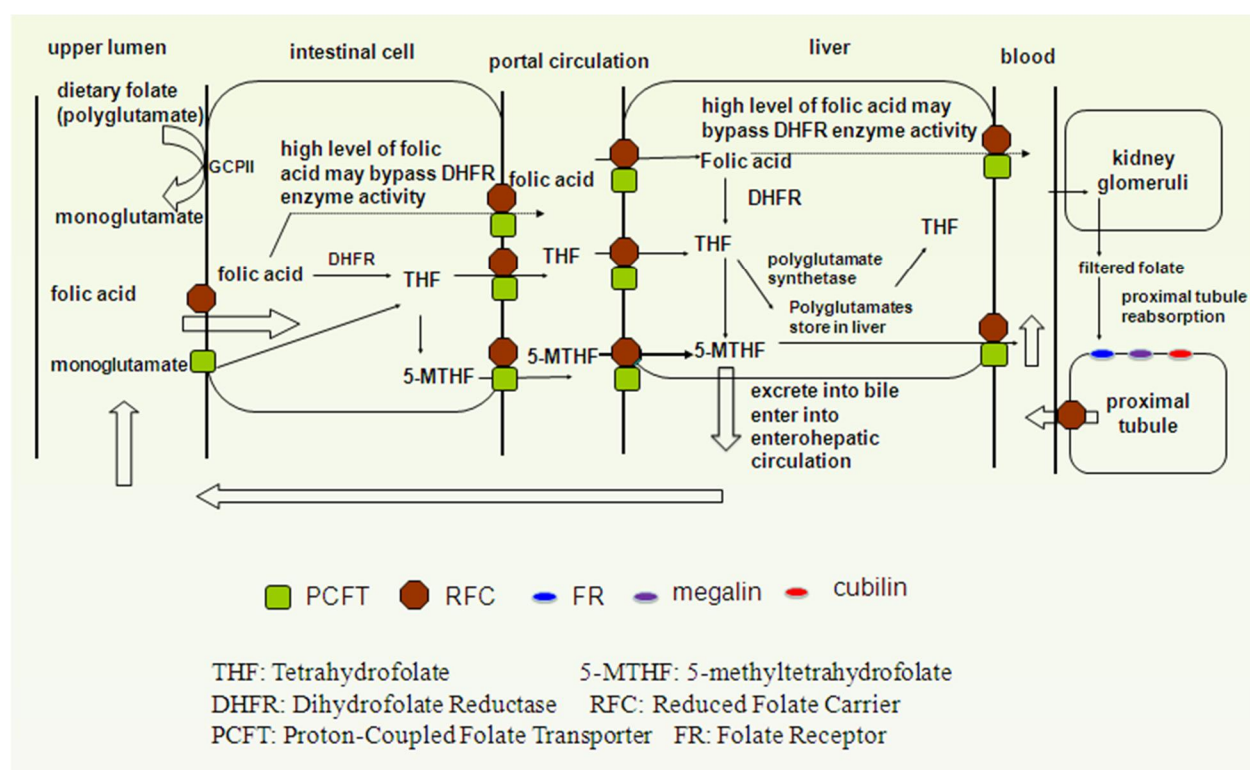 upper lumen
intestinal cell
portal circulation
liver
blood
dietary folate
(polyglutamate)
GCPII
monoglutamate
folic acid
monoglutamate
high level of folic
acid may bypass DHFR
enzyme activity
folic acid
DHFR
THF
5-MTHF
folic acid
THF
5-MTHF
high level of folic acid may
bypass DHFR enzyme activity
Folic acid
DHFR
THF
polyglutamate
synthetase
THF
Polyglutamates
store in liver
5-MTHF
excrete into bile
enter into
enterohepatic
circulation
kidney
glomeruli
filtered folate
proximal tubule
reabsorption
proximal
tubule
PCFT RFC FR megalin cubilin
THF: Tetrahydrofolate 5-MTHF: 5-methyltetrahydrofolate
DHFR: Dihydrofolate Reductase RFC: Reduced Folate Carrier
PCFT: Proton-Coupled Folate Transporter FR: Folate Receptor